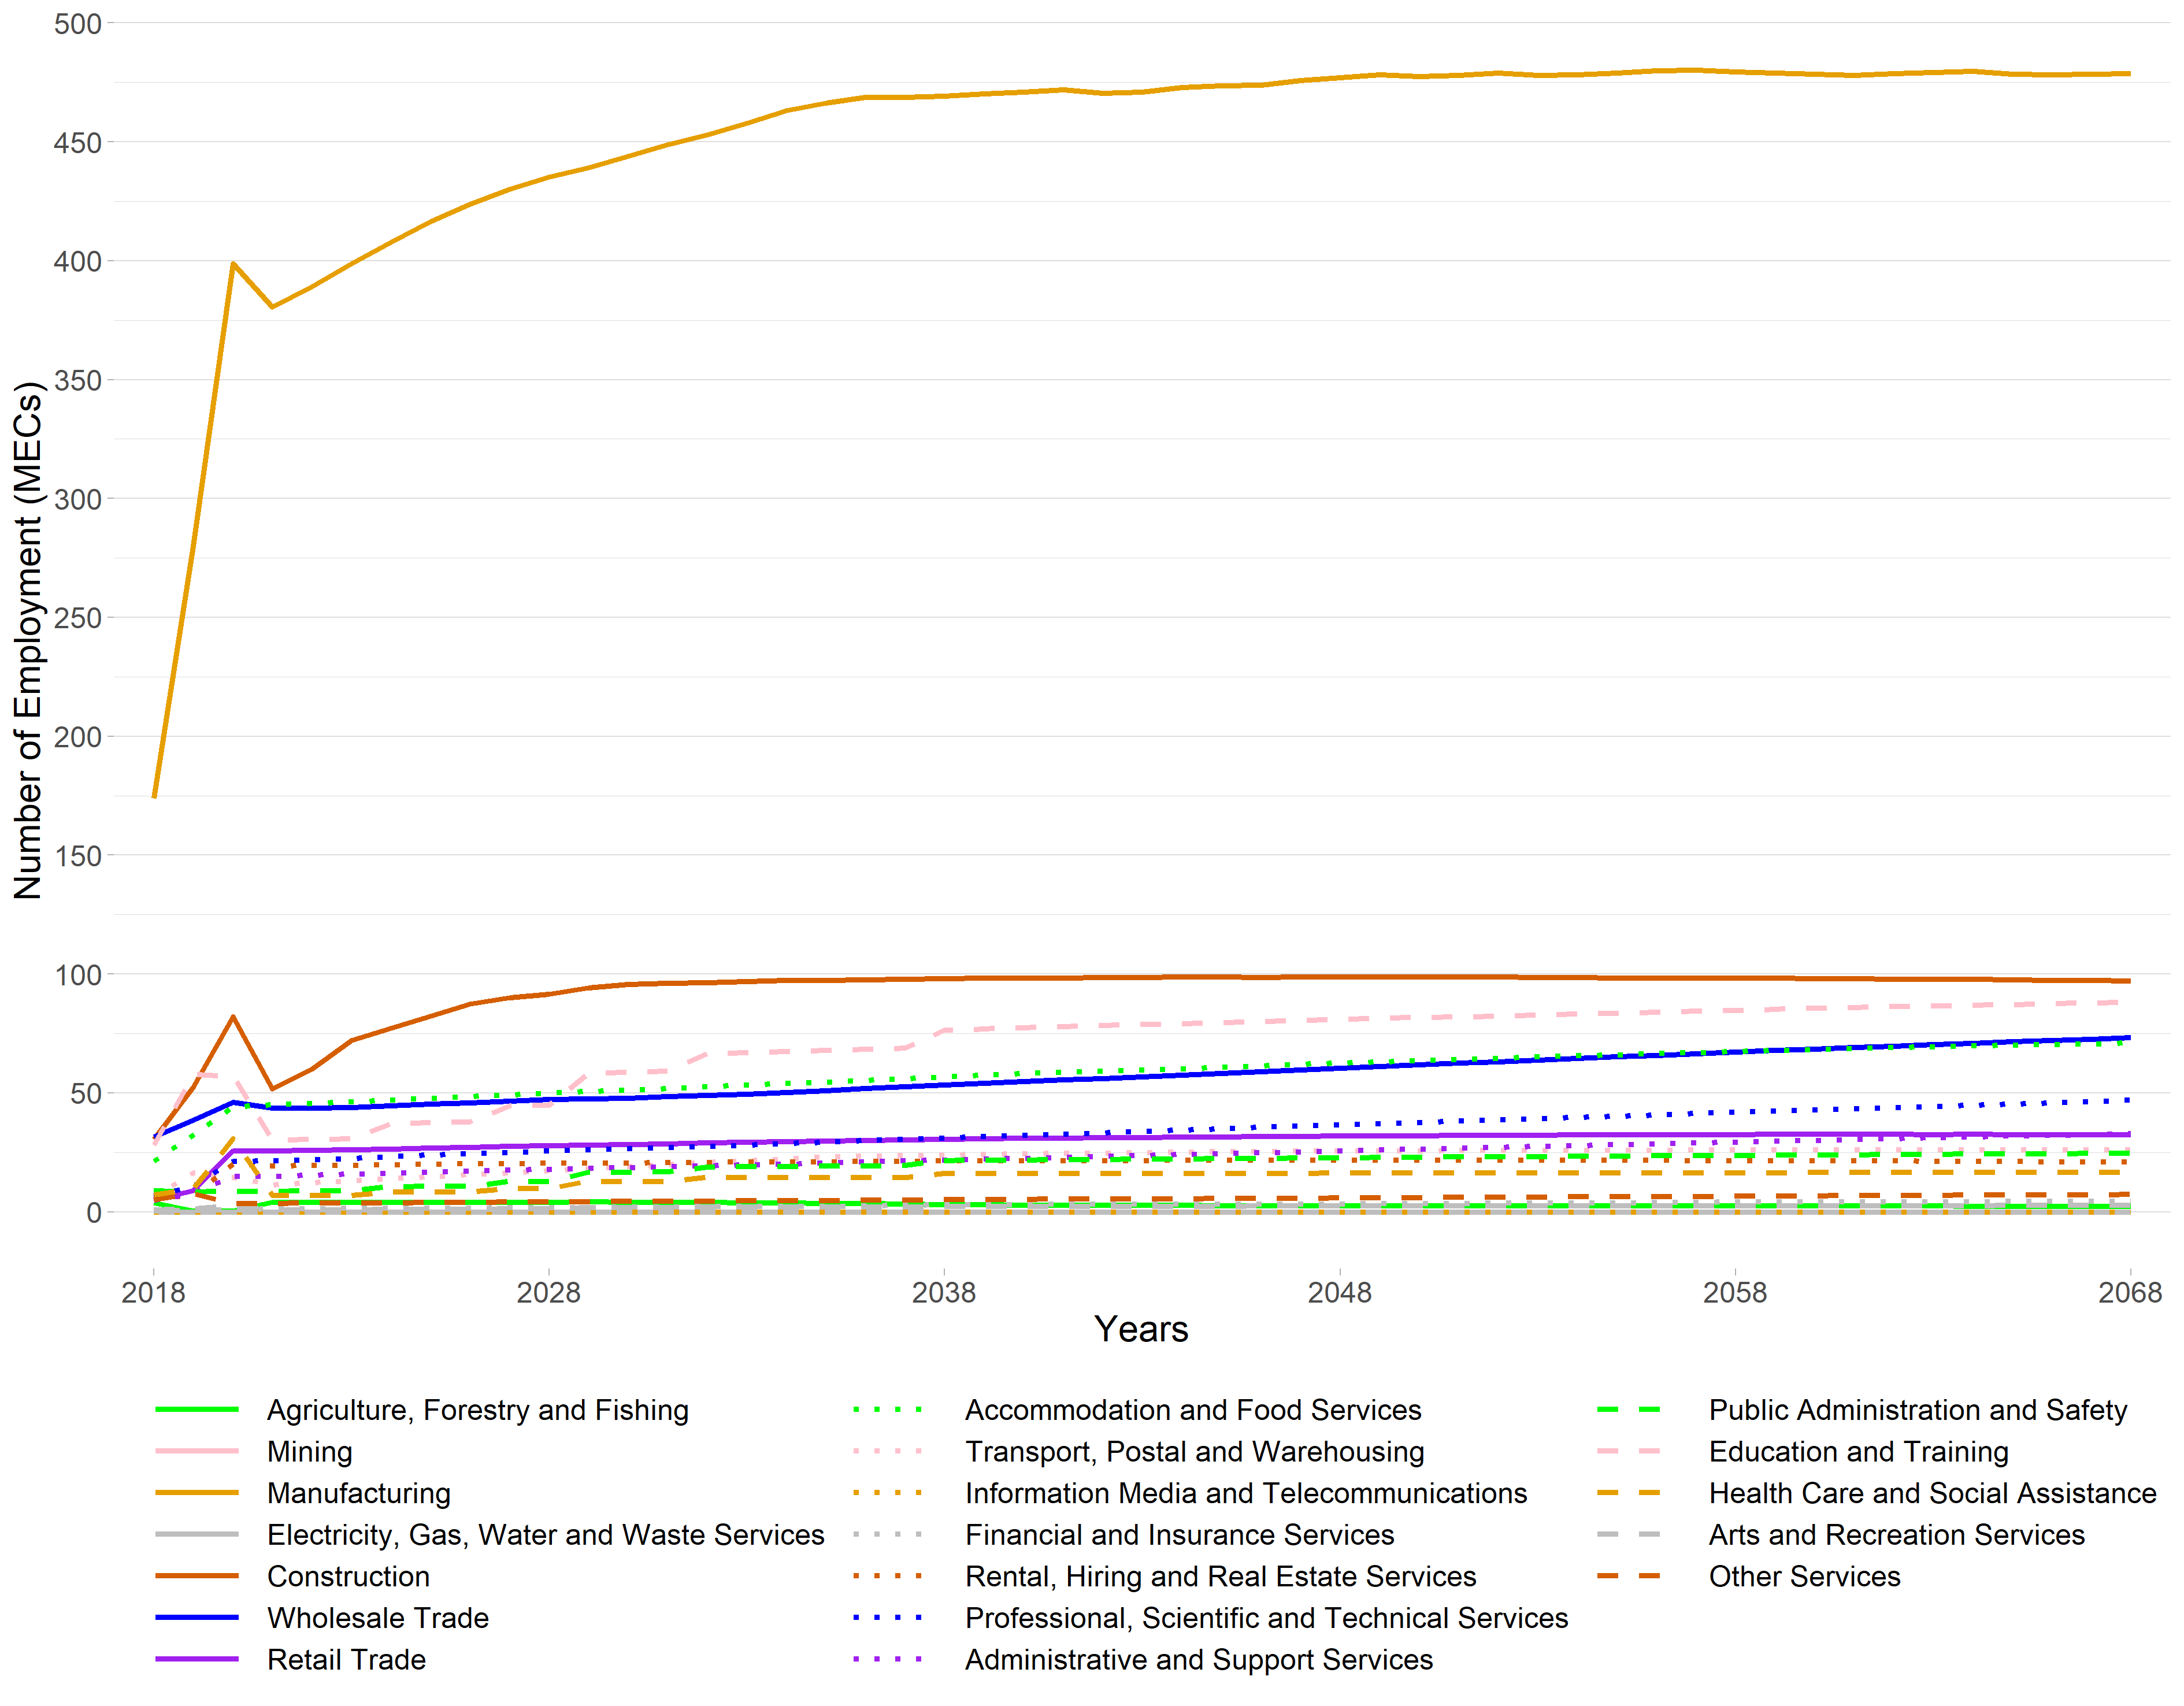 500
450
400
350
300
250
200
150
100
50
0
Number of Employment (MECs)
2018 2028 2038 2048 2058 2068
Years
Agriculture, Forestry and Fishing
Mining
Manufacturing
Electricity, Gas, Water and Waste Services
Construction
Wholesale Trade
Retail Trade
Accommodation and Food Services
Transport, Postal and Warehousing
Information Media and Telecommunications
Financial and Insurance Services
Rental, Hiring and Real Estate Services
Professional, Scientific and Technical Services
Administrative and Support Services
Public Administration and Safety
Education and Training
Health Care and Social Assistance
Arts and Recreation Services
Other Services